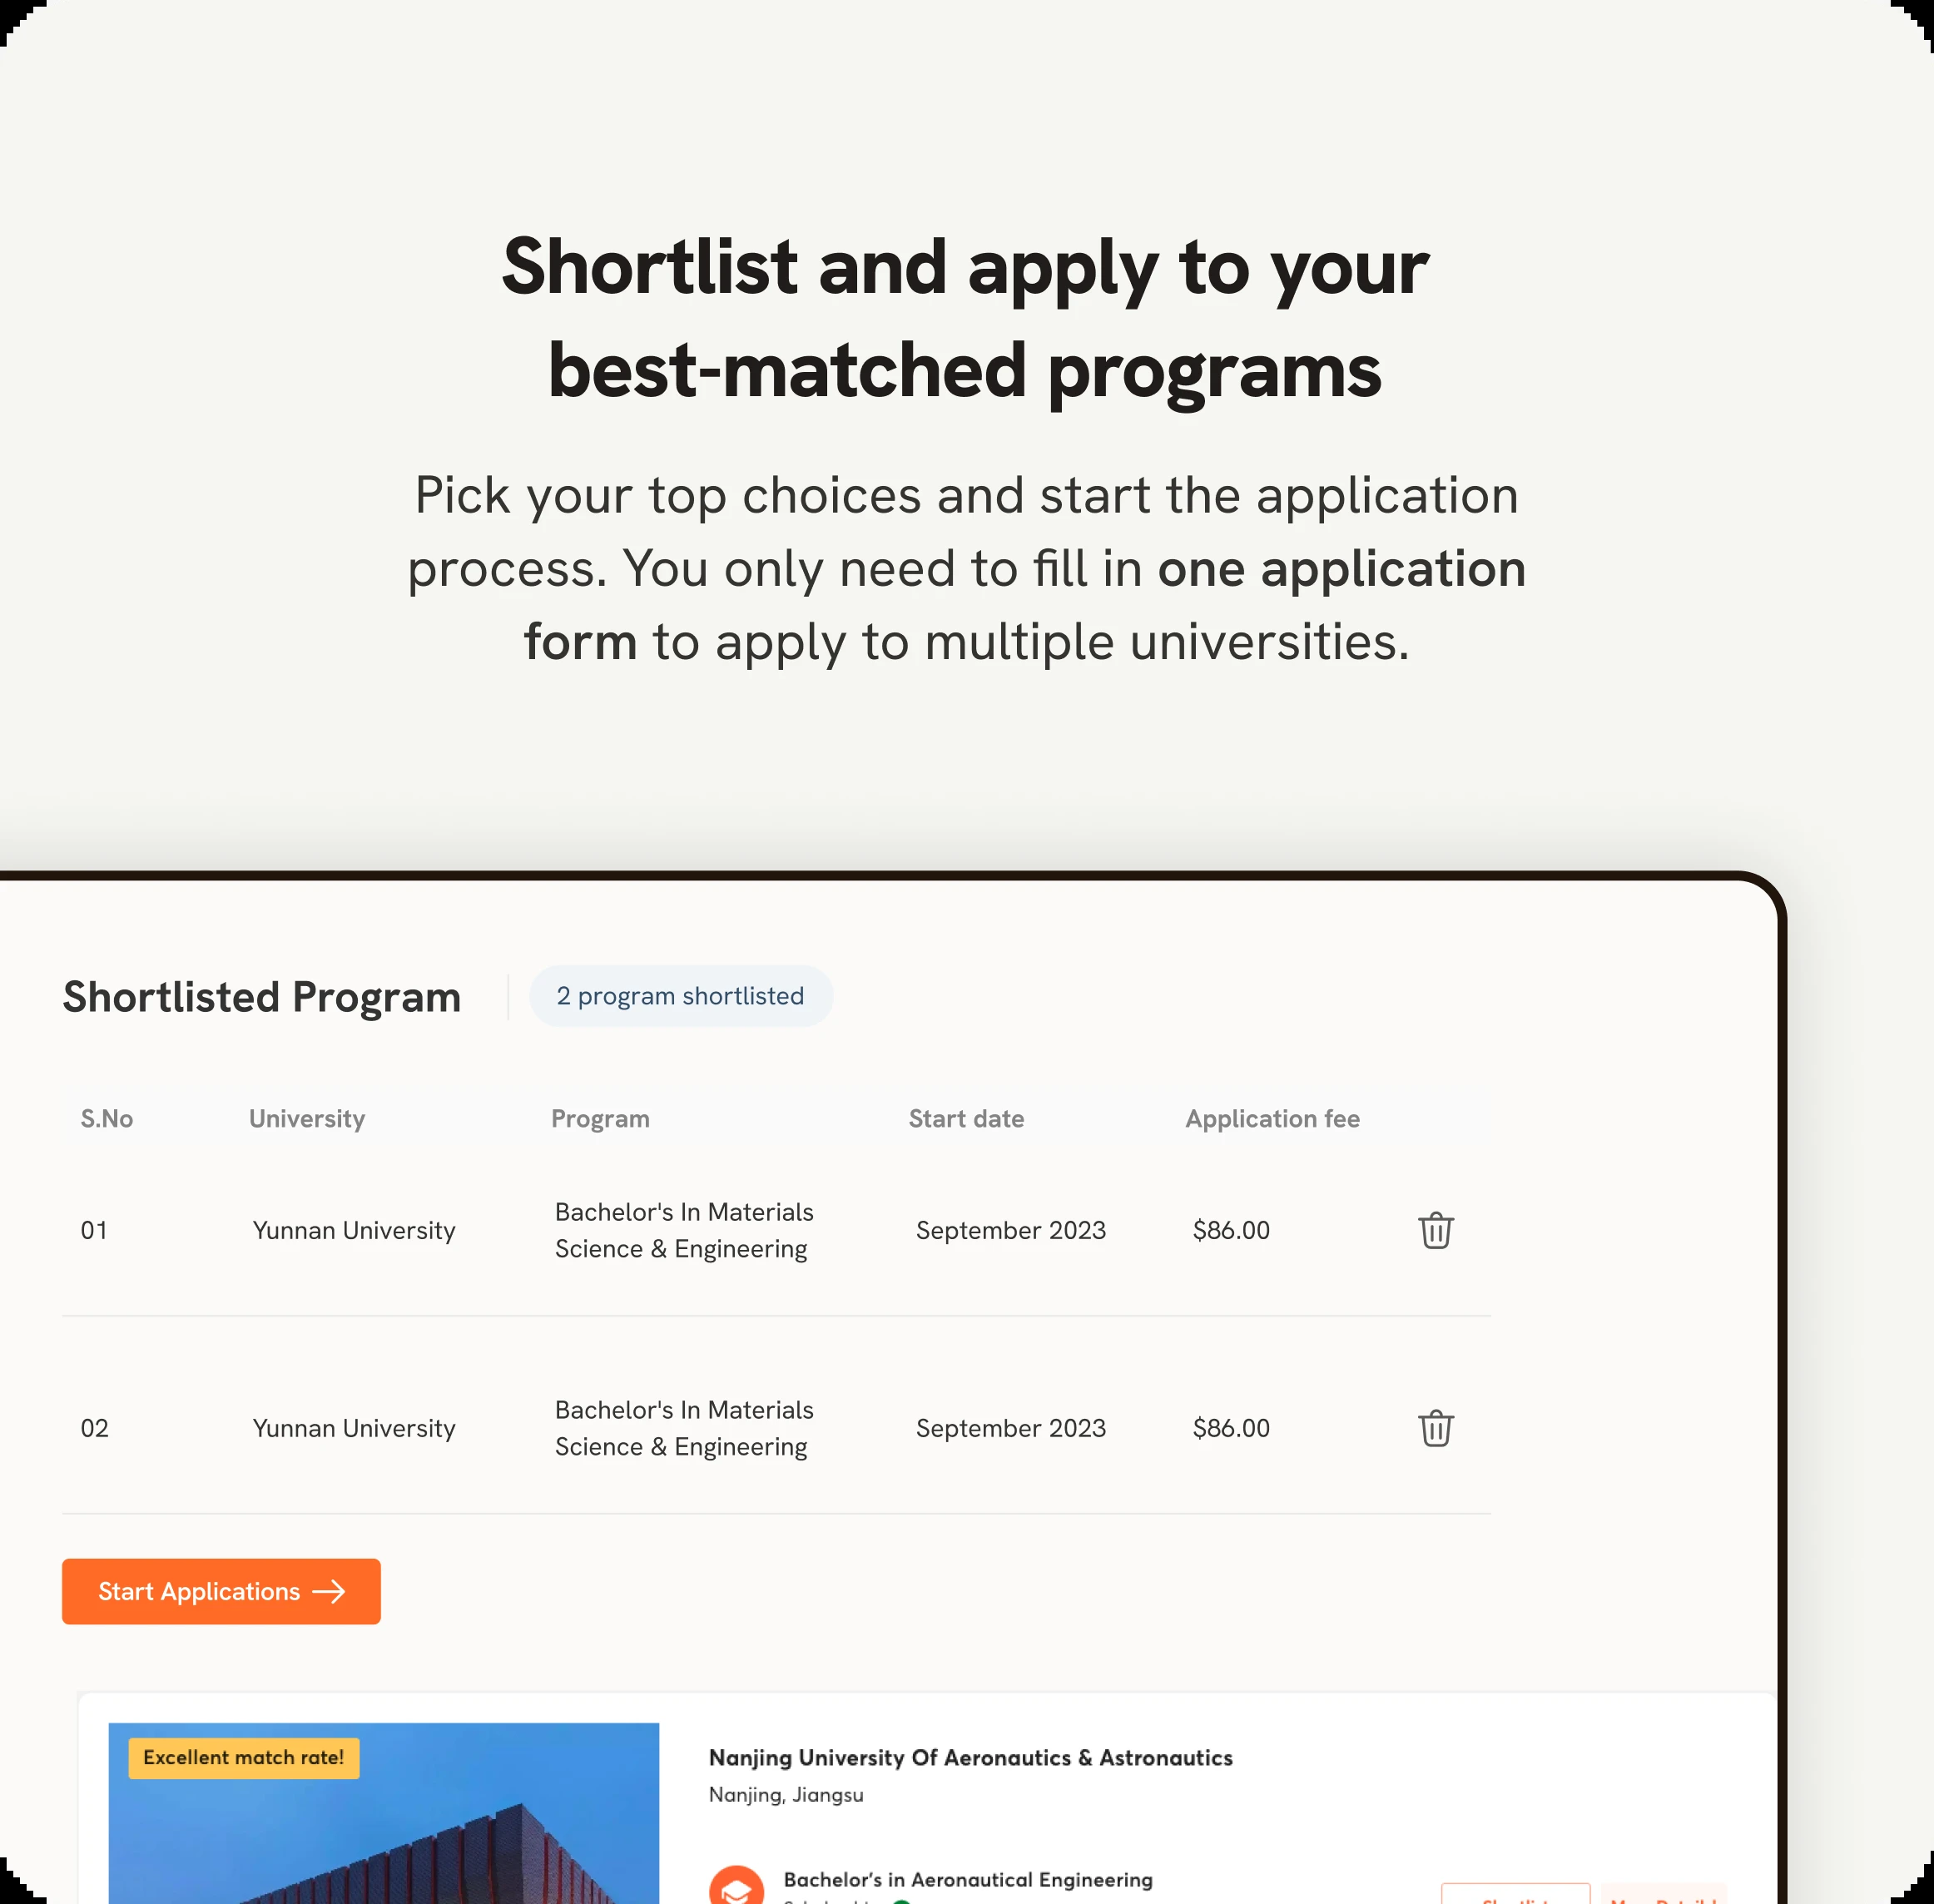 Shortlist and apply to your
best-matched programs
Pick your top choices and start the application
process. You only need to fill in one application
form to apply to multiple universities.
Shortlisted Program
2 program shortlisted
S.No University Program Start date Application fee
01 Yunnan University Bachelor's In Materials Science & Engineering September 2023 $86.00
02 Yunnan University Bachelor's In Materials Science & Engineering September 2023 $86.00
Start Applications
Excellent match rate!
Nanjing University Of Aeronautics & Astronautics
Nanjing, Jiangsu
Bachelor's in Aeronautical Engineering